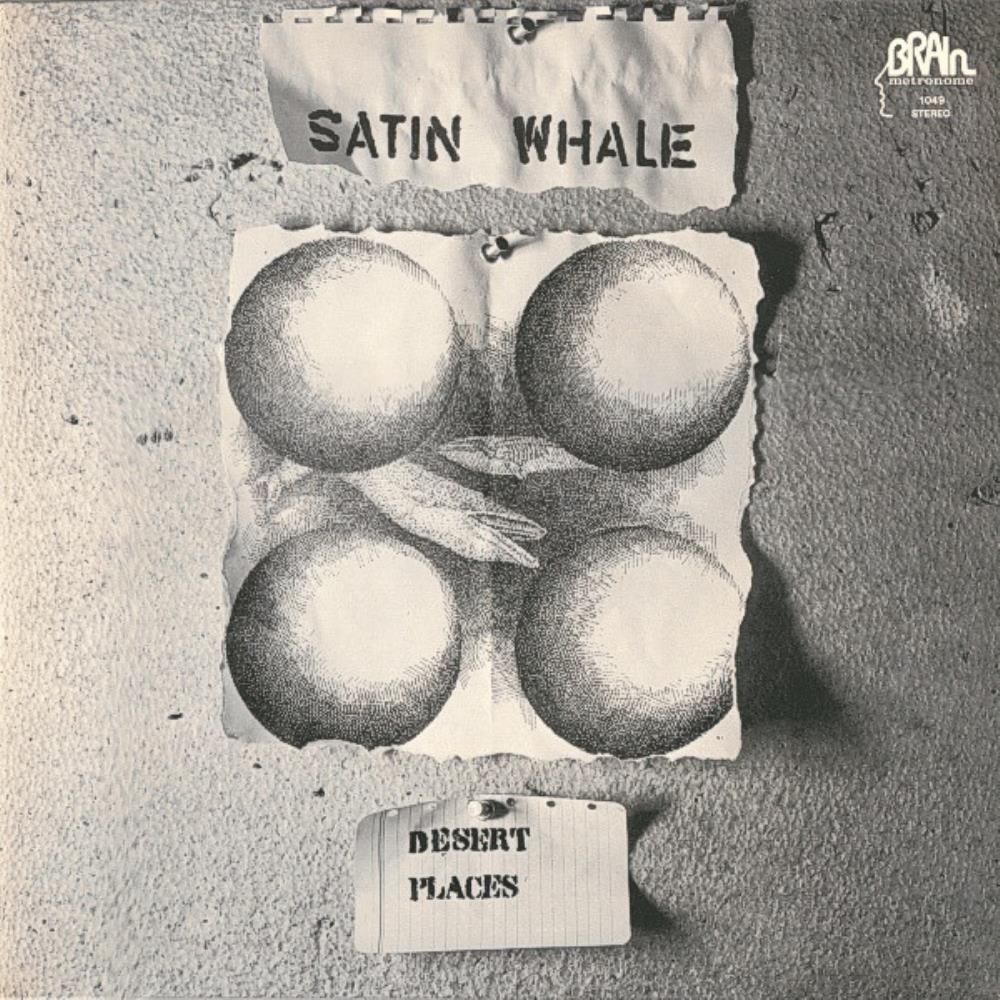 SATIN WHALE
BRAIN
metronome
1049
STEREO
DESERT
PLACES